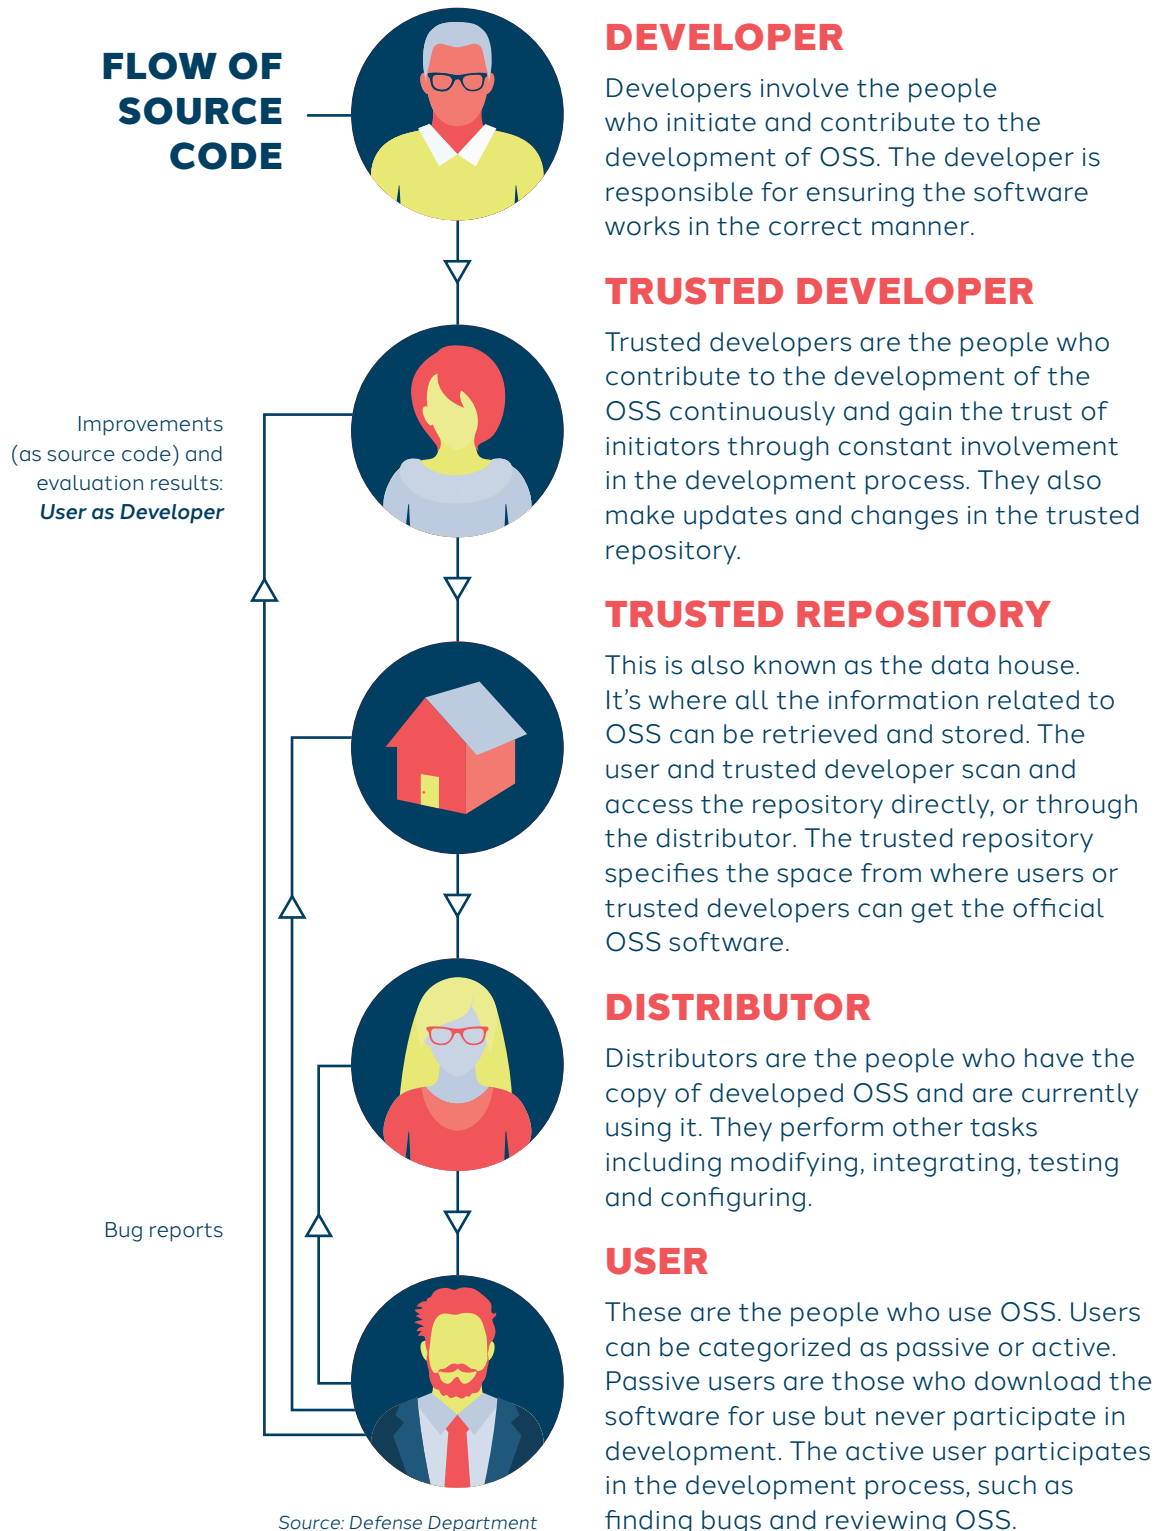 FLOW OF
SOURCE
CODE
DEVELOPER
Developers involve the people
who initiate and contribute to the
development of OSS. The developer is
responsible for ensuring the software
works in the correct manner.
TRUSTED DEVELOPER
Trusted developers are the people who
contribute to the development of the
OSS continuously and gain the trust of
initiators through constant involvement
in the development process. They also
make updates and changes in the trusted
repository.
Improvements
(as source code) and
evaluation results:
User as Developer
TRUSTED REPOSITORY
This is also known as the data house.
It’s where all the information related to
OSS can be retrieved and stored. The
user and trusted developer scan and
access the repository directly, or through
the distributor. The trusted repository
specifies the space from where users or
trusted developers can get the official
OSS software.
DISTRIBUTOR
Distributors are the people who have the
copy of developed OSS and are currently
using it. They perform other tasks
including modifying, integrating, testing
and configuring.
Bug reports
USER
These are the people who use OSS. Users
can be categorized as passive or active.
Passive users are those who download the
software for use but never participate in
development. The active user participates
in the development process, such as
finding bugs and reviewing OSS.
Source: Defense Department